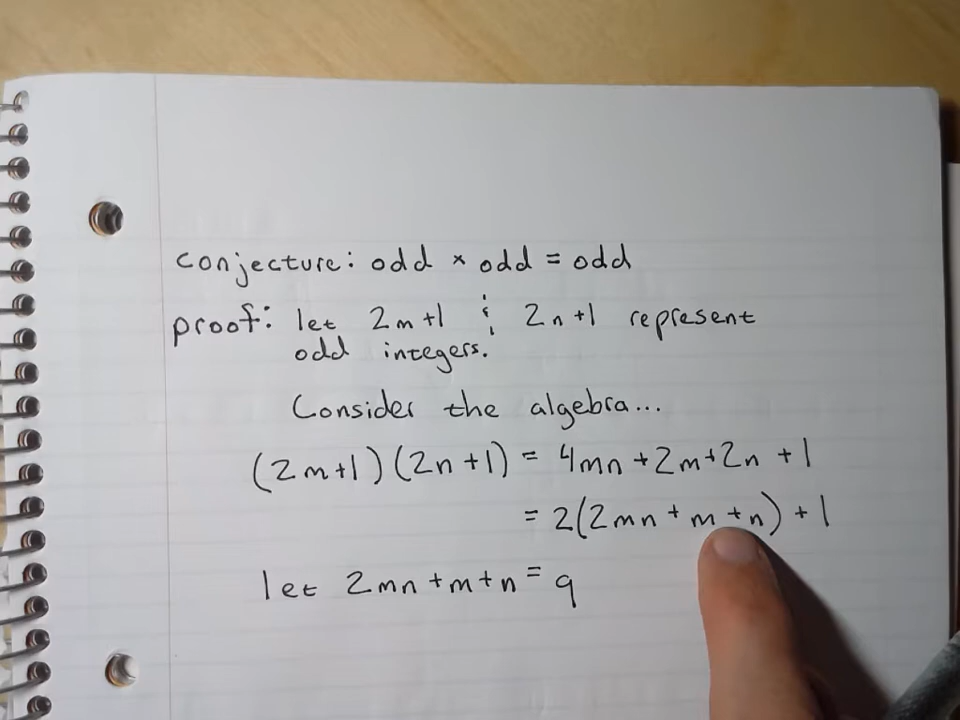 conjecture: odd × odd = odd
proof: let 2m+1 & 2n+1 represent
odd integers.
Consider the algebra...
(2m+1)(2n+1) = 4mn+2m+2n+1
= 2(2mn+m+n)+1
let 2mn+m+n = q